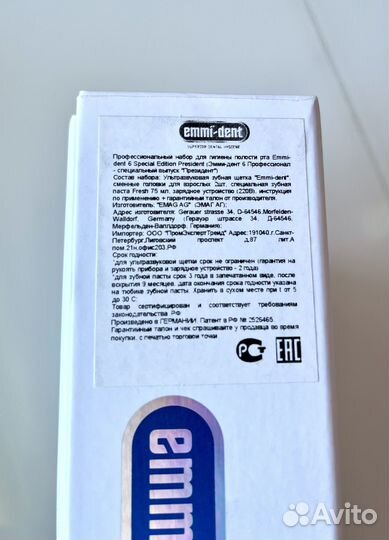 emmi-dent
SUPERIOR DENTAL HYGIENE
Профессиональный набор для гигиены полости рта Emmi-
dent 6 Special Edition President (Эмми-дент 6 Профессионал
- специальный выпуск "Президент")
Состав набора: Ультразвуковая зубная щетка "Emmi-dent",
сменные головки для взрослых 2шт, специальная зубная
паста Fresh 75 мл, зарядное устройство (220В), инструкция
по применению + гарантийный талон от производителя.
Изготовитель: "EMAG AG" (ЭМАГ АГ);
Адрес изготовителя: Gerauer strasse 34, D-64546,Morfelden-
Walldorf, Germany (Герауер штрассе 34, Д-64546,
Мерфельден-Валлдорф, Германия);
Импортер: ООО "ПромЭкспертТрейд" Адрес:191040,г.Санкт-
Петербург,Лиговский проспект д.87 лит.А
пом.21н,офис203,РФ
Срок годности:
*для ультразвуковой щетки срок не ограничен (гарантия на
рукоять прибора и зарядное устройство - 2 года)
*для зубной пасты срок 3 года в запечатанном виде, после
вскрытия 9 месяцев, дата окончания срока годности указана
на тюбике зубной пасты. Хранить в сухом месте при t от 5
до 30 С;
Товар сертифицирован и соответствует требованиям
законодательства РФ
Произведено в ГЕРМАНИИ. Патент в РФ № 2526465.
Гарантийный талон и чек спрашивайте у продавца во время
покупки, с печатью торговой точки
РСТ EAC
emm
Avito